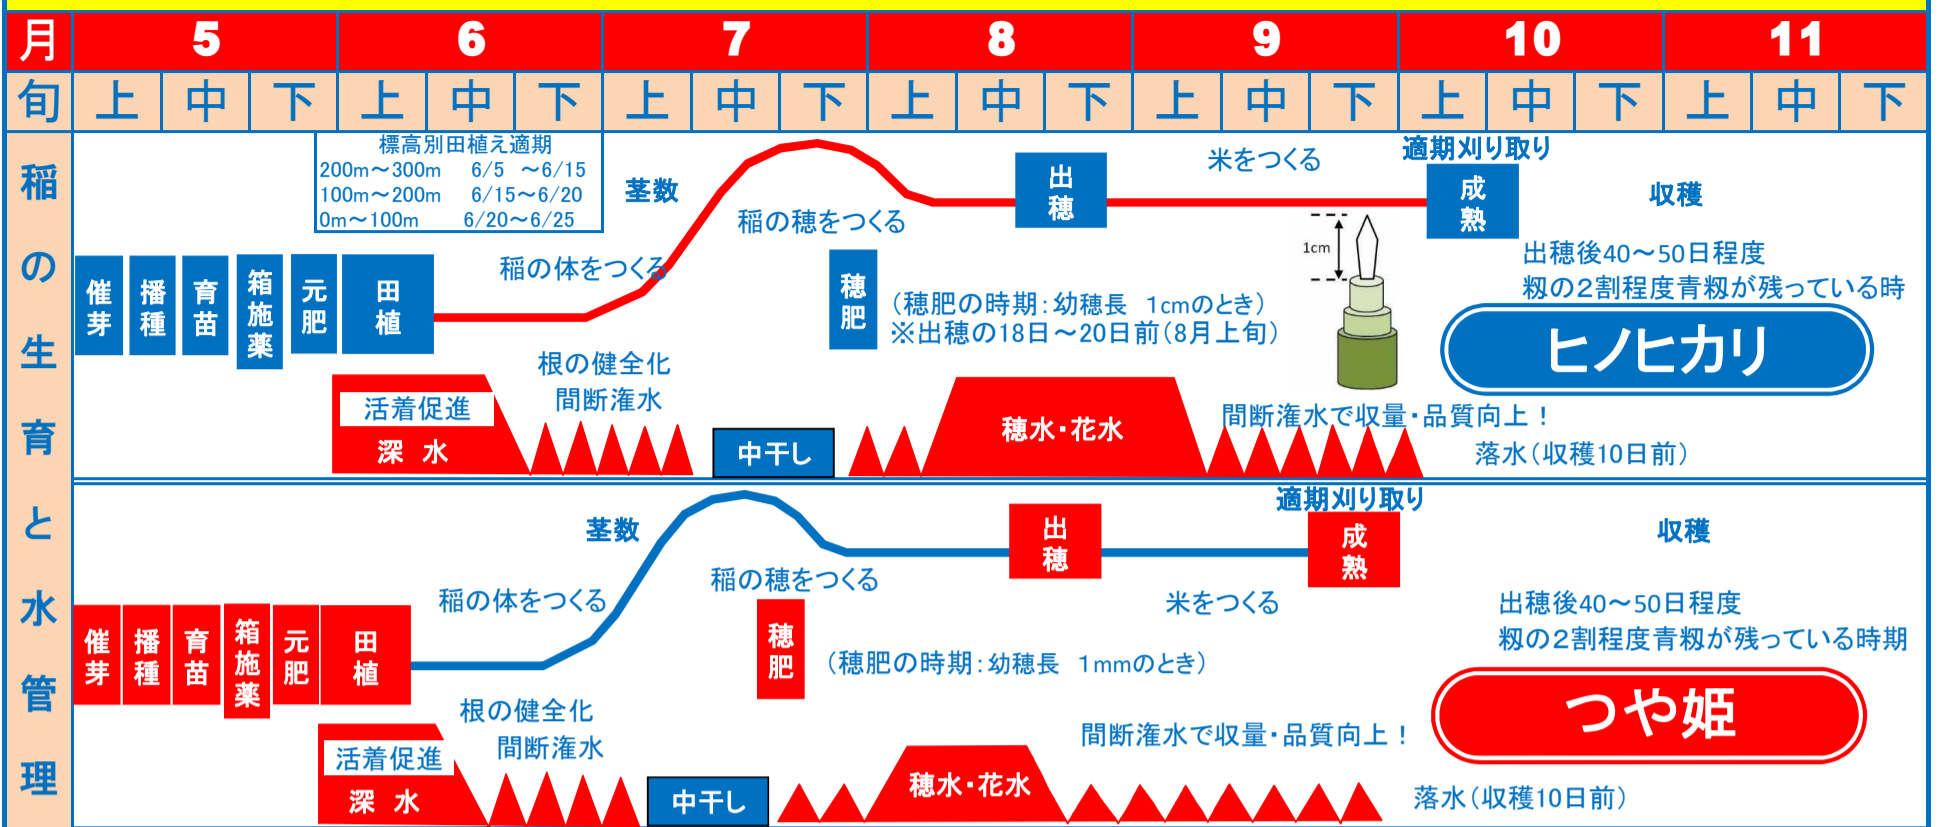 月 5 6 7 8 9 10 11
旬 上 中 下 上 中 下 上 中 下 上 中 下 上 中 下 上 中 下 上 中 下
稲の生育と水管理
標高別田植え適期
200m～300m 6/5 ～6/15
100m～200m 6/15～6/20
0m～100m 6/20～6/25
茎数
稲の体をつくる
稲の穂をつくる
出穂
米をつくる
適期刈り取り
成熟
収穫
1cm
出穂後40～50日程度
籾の２割程度青籾が残っている時
催芽
播種
育苗
箱施薬
元肥
田植
穂肥
（穂肥の時期：幼穂長 1cmのとき）
※出穂の18日～20日前（8月上旬）
ヒノヒカリ
根の健全化
間断潅水
活着促進
深 水
中干し
穂水・花水
間断潅水で収量・品質向上！
落水（収穫10日前）
茎数
稲の体をつくる
稲の穂をつくる
出穂
米をつくる
適期刈り取り
成熟
収穫
出穂後40～50日程度
籾の２割程度青籾が残っている時期
催芽
播種
育苗
箱施薬
元肥
田植
穂肥
（穂肥の時期：幼穂長 1mmのとき）
つや姫
根の健全化
間断潅水
活着促進
深 水
中干し
穂水・花水
間断潅水で収量・品質向上！
落水（収穫10日前）